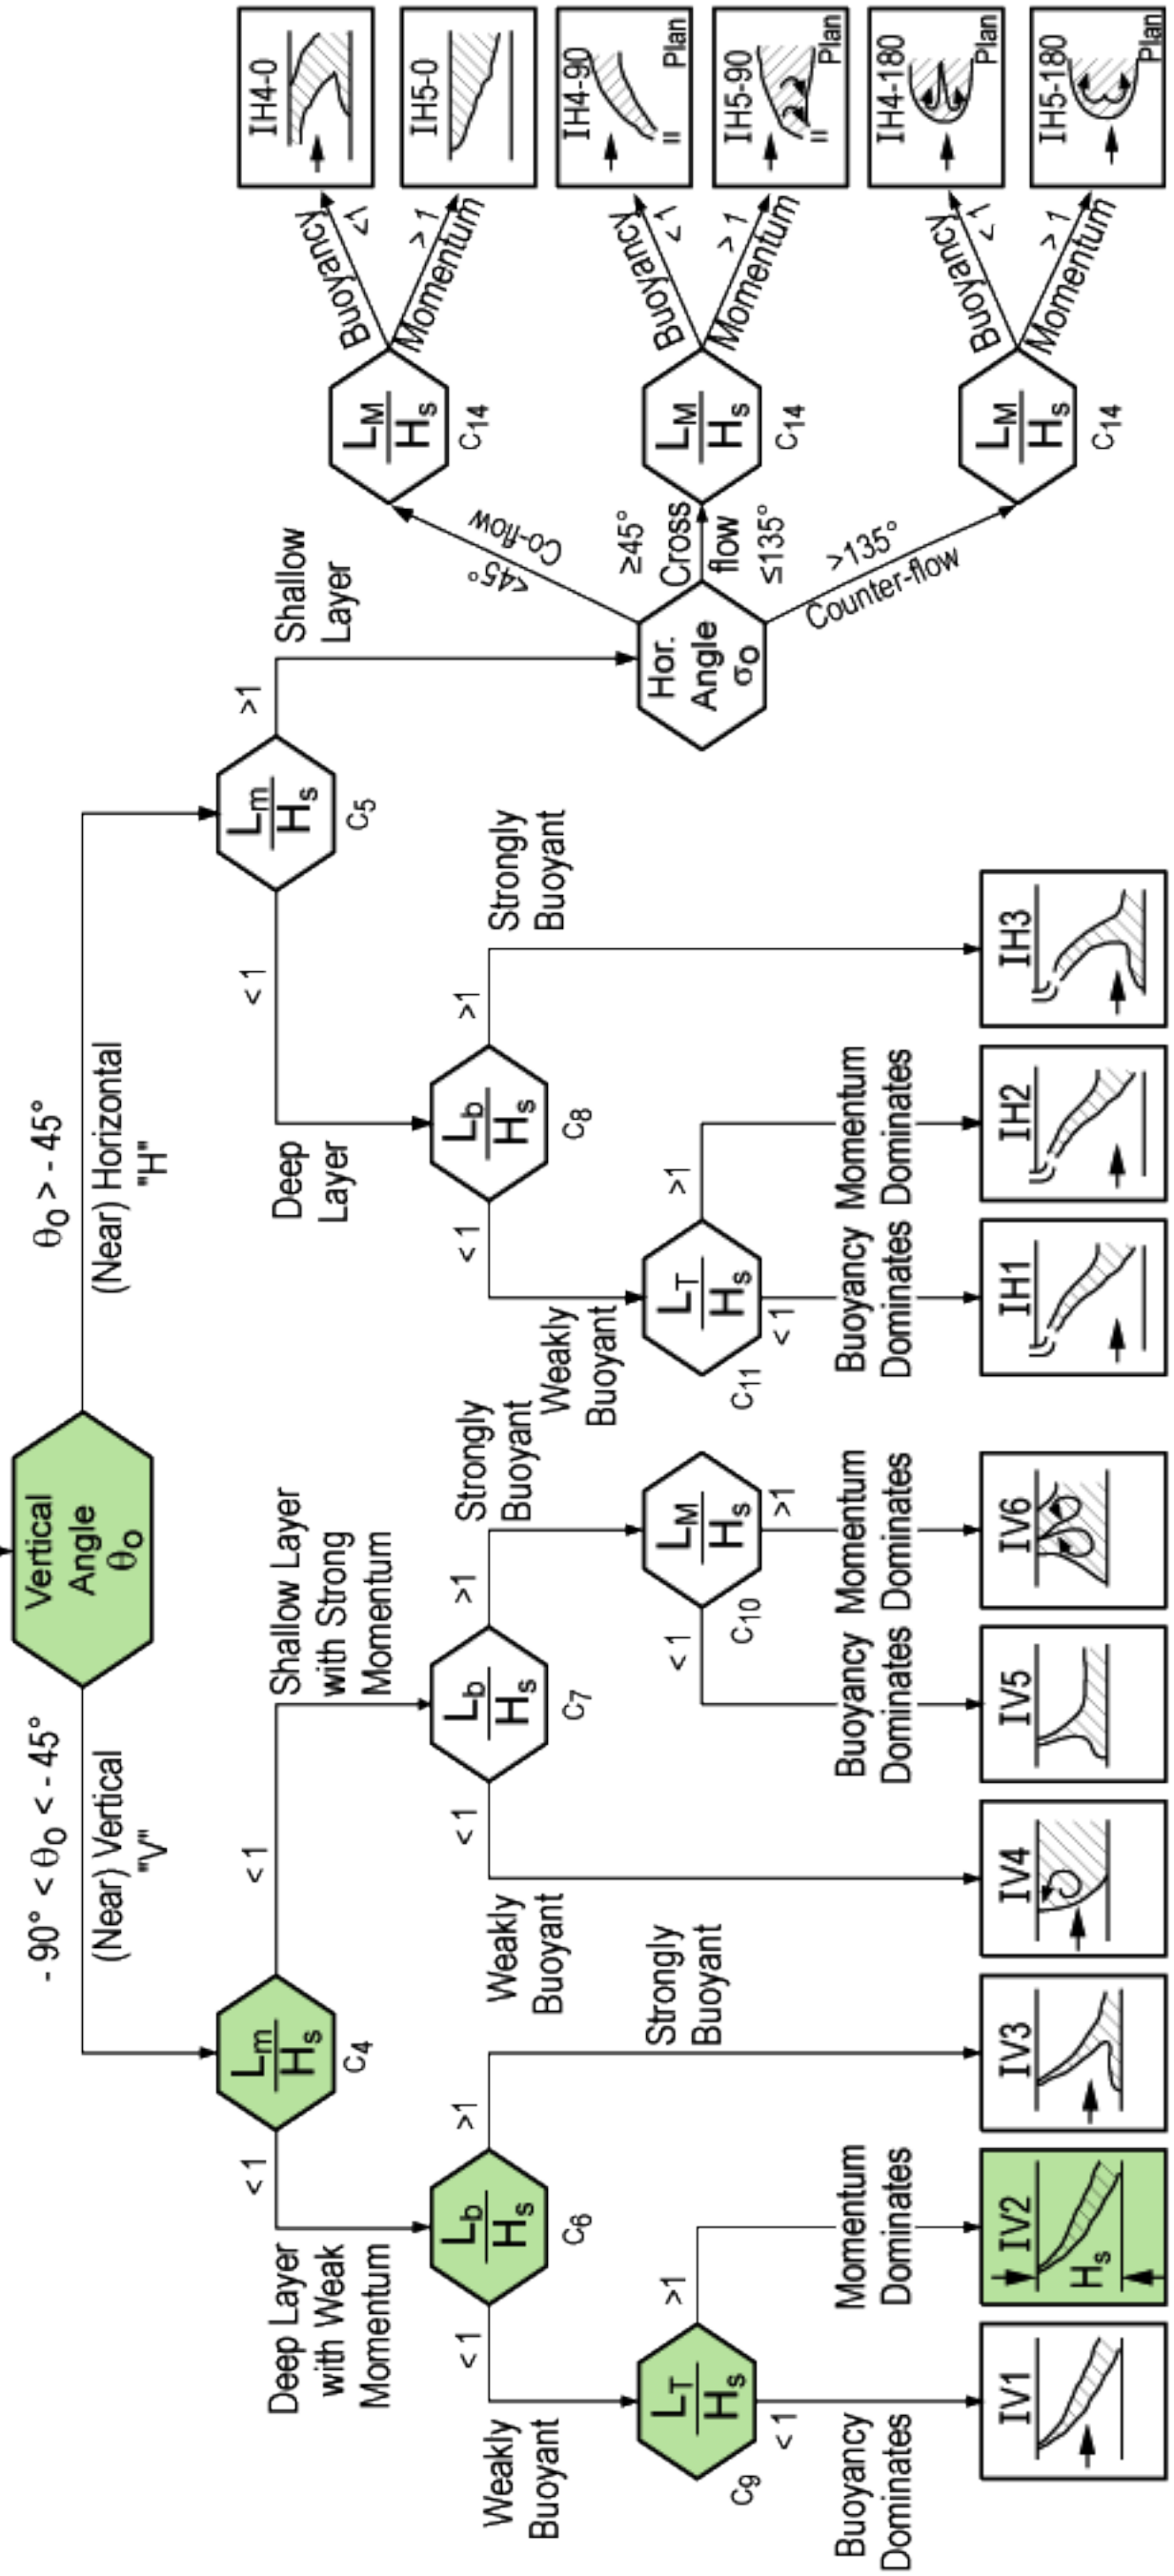 Vertical
Angle
θo
- 90° < θo < - 45°
(Near) Vertical
"V"
θo > - 45°
(Near) Horizontal
"H"
Lm
Hs
C4
< 1
Deep Layer
with Weak
Momentum
< 1
Shallow Layer
with Strong
Momentum
Lm
Hs
C5
< 1
Deep
Layer
>1
Shallow
Layer
Lb
Hs
C6
< 1
Weakly
Buoyant
>1
Strongly
Buoyant
Lb
Hs
C7
< 1
Weakly
Buoyant
>1
Strongly
Buoyant
Lb
Hs
C8
< 1
Weakly
Buoyant
>1
Strongly
Buoyant
LT
Hs
C9
< 1
Buoyancy
Dominates
>1
Momentum
Dominates
LM
Hs
C10
< 1
Buoyancy
Dominates
>1
Momentum
Dominates
LT
Hs
C11
< 1
Buoyancy
Dominates
>1
Momentum
Dominates
Hor.
Angle
σo
<45°
Co-flow
≥45°
Cross
flow
≤135°
>135°
Counter-flow
LM
Hs
C14
Buoyancy
< 1
> 1
Momentum
LM
Hs
C14
Buoyancy
< 1
> 1
Momentum
LM
Hs
C14
Buoyancy
< 1
> 1
Momentum
IV1
IV2
Hs
IV3
IV4
IV5
IV6
IH1
IH2
IH3
IH4-0
IH5-0
IH4-90
Plan
IH5-90
Plan
IH4-180
Plan
IH5-180
Plan